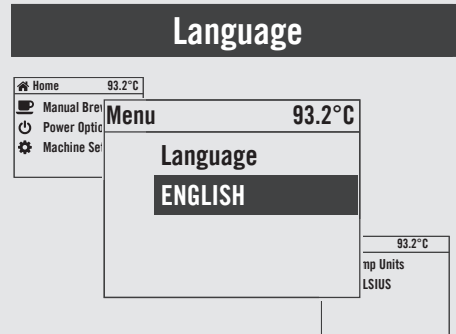 Language
Home 93.2°C
Manual Brew
Power Optio
Machine Se
Menu 93.2°C
Language
ENGLISH
93.2°C
mp Units
LSIUS